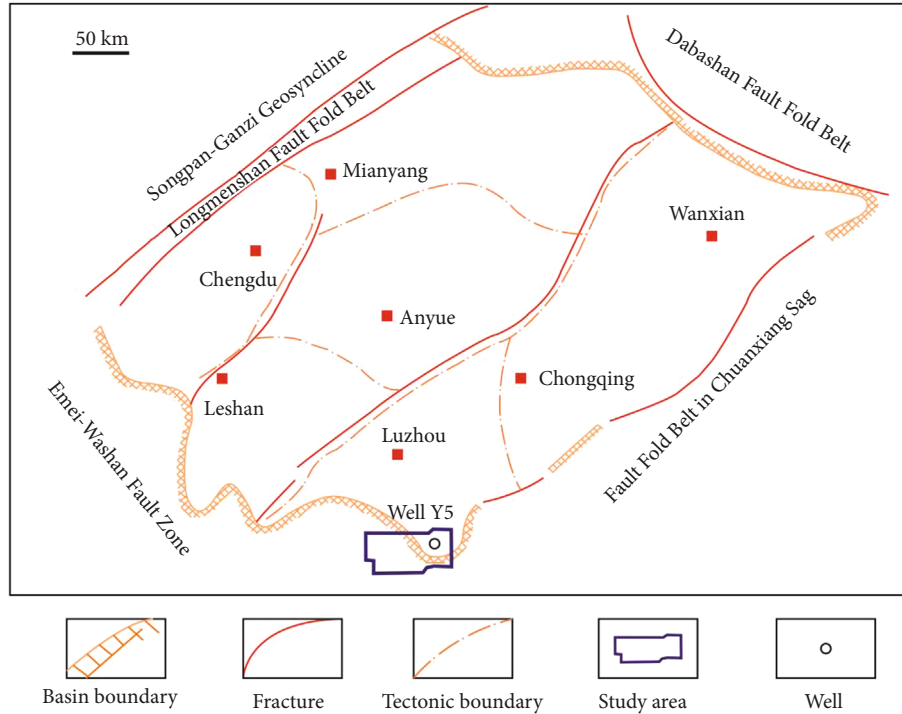 50 km
Songpan-Ganzi Geosyncline
Longmenshan Fault Fold Belt
Dabashan Fault Fold Belt
Mianyang
Wanxian
Chengdu
Anyue
Leshan
Chongqing
Luzhou
Emei-Washan Fault Zone
Fault Fold Belt in Chuanxiang Sag
Well Y5
Basin boundary
Fracture
Tectonic boundary
Study area
Well